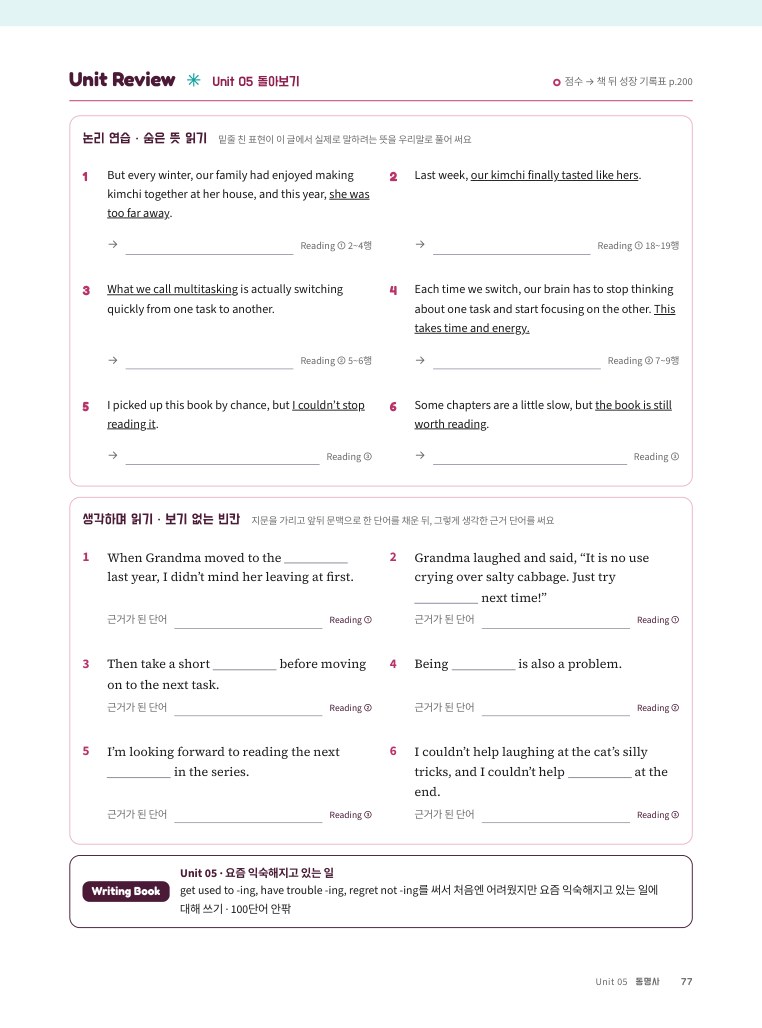 Unit Review ✳ Unit 05 돌아보기
점수 → 책 뒤 성장 기록표 p.200
논리 연습 · 숨은 뜻 읽기 밑줄 친 표현이 이 글에서 실제로 말하려는 뜻을 우리말로 풀어 써요
1 But every winter, our family had enjoyed making
kimchi together at her house, and this year, she was
too far away.
→ Reading ① 2~4행
2 Last week, our kimchi finally tasted like hers.
→ Reading ① 18~19행
3 What we call multitasking is actually switching
quickly from one task to another.
→ Reading ② 5~6행
4 Each time we switch, our brain has to stop thinking
about one task and start focusing on the other. This
takes time and energy.
→ Reading ② 7~9행
5 I picked up this book by chance, but I couldn't stop
reading it.
→ Reading ③
6 Some chapters are a little slow, but the book is still
worth reading.
→ Reading ③
생각하며 읽기 · 보기 없는 빈칸 지문을 가리고 앞뒤 문맥으로 한 단어를 채운 뒤, 그렇게 생각한 근거 단어를 써요
1 When Grandma moved to the __________
last year, I didn't mind her leaving at first.
근거가 된 단어 Reading ①
2 Grandma laughed and said, "It is no use
crying over salty cabbage. Just try
__________ next time!"
근거가 된 단어 Reading ①
3 Then take a short __________ before moving
on to the next task.
근거가 된 단어 Reading ②
4 Being __________ is also a problem.
근거가 된 단어 Reading ②
5 I'm looking forward to reading the next
__________ in the series.
근거가 된 단어 Reading ③
6 I couldn't help laughing at the cat's silly
tricks, and I couldn't help __________ at the
end.
근거가 된 단어 Reading ③
Writing Book
Unit 05 · 요즘 익숙해지고 있는 일
get used to -ing, have trouble -ing, regret not -ing를 써서 처음엔 어려웠지만 요즘 익숙해지고 있는 일에
대해 쓰기 · 100단어 안팎
Unit 05 동명사 77